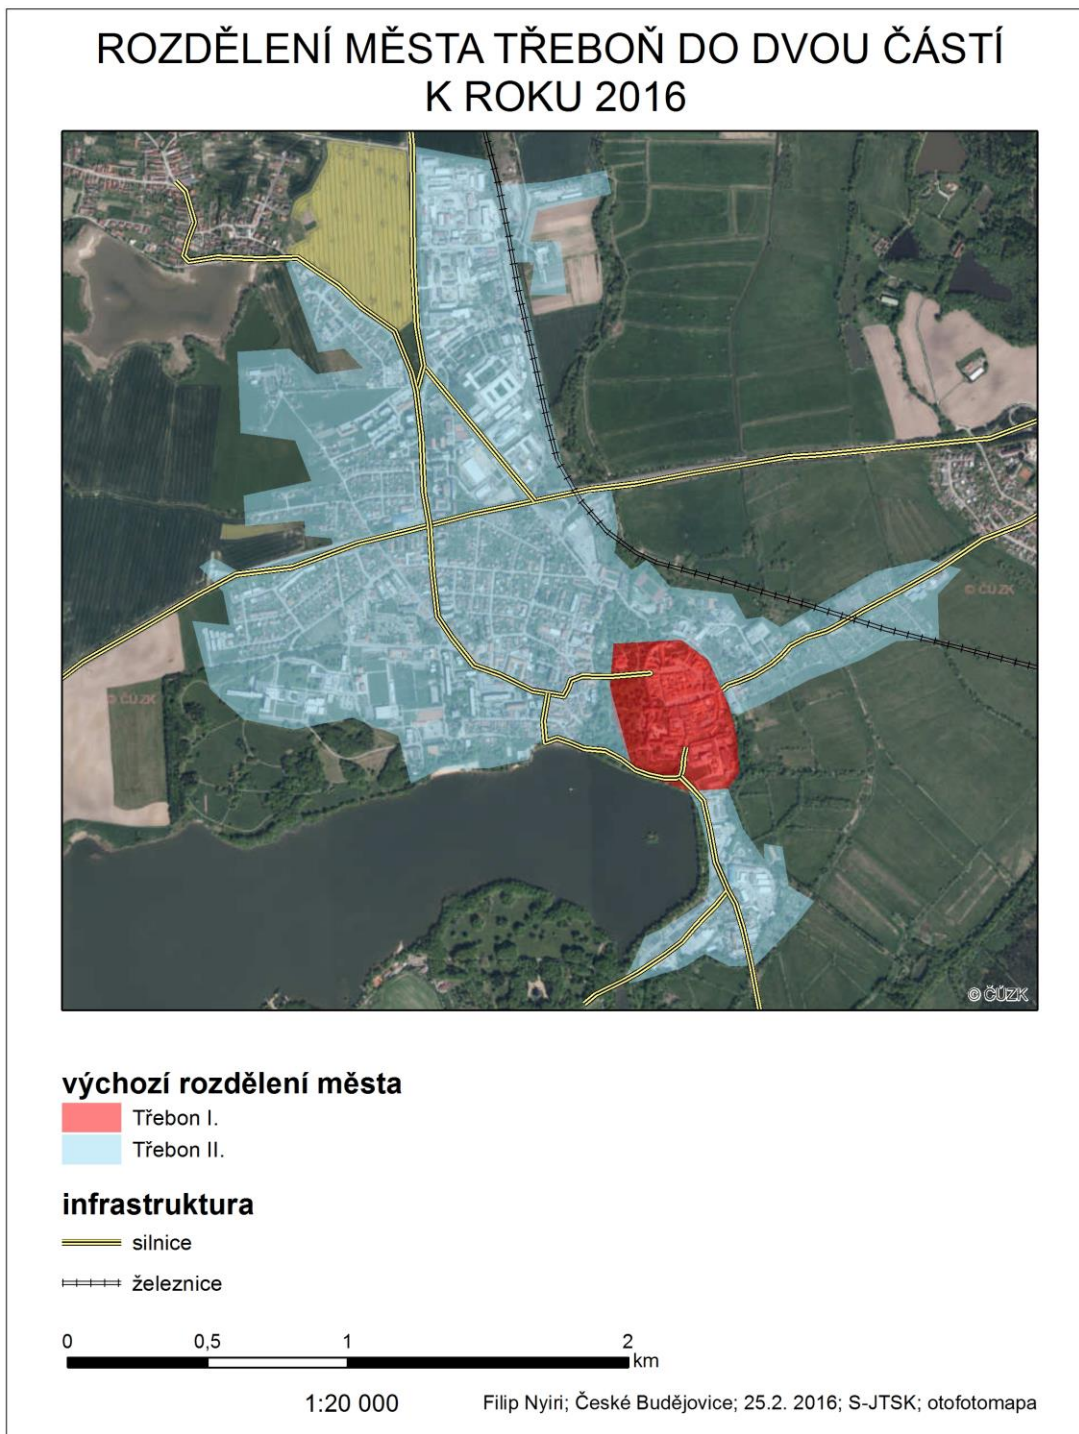 ROZDĚLENÍ MĚSTA TŘEBOŇ DO DVOU ČÁSTÍ
K ROKU 2016
© ČÚZK
© ČÚZK
© ČÚZK
výchozí rozdělení města
Třebon I.
Třebon II.
infrastruktura
silnice
železnice
0 0,5 1 2
km
1:20 000
Filip Nyiri; České Budějovice; 25.2. 2016; S-JTSK; otofotomapa